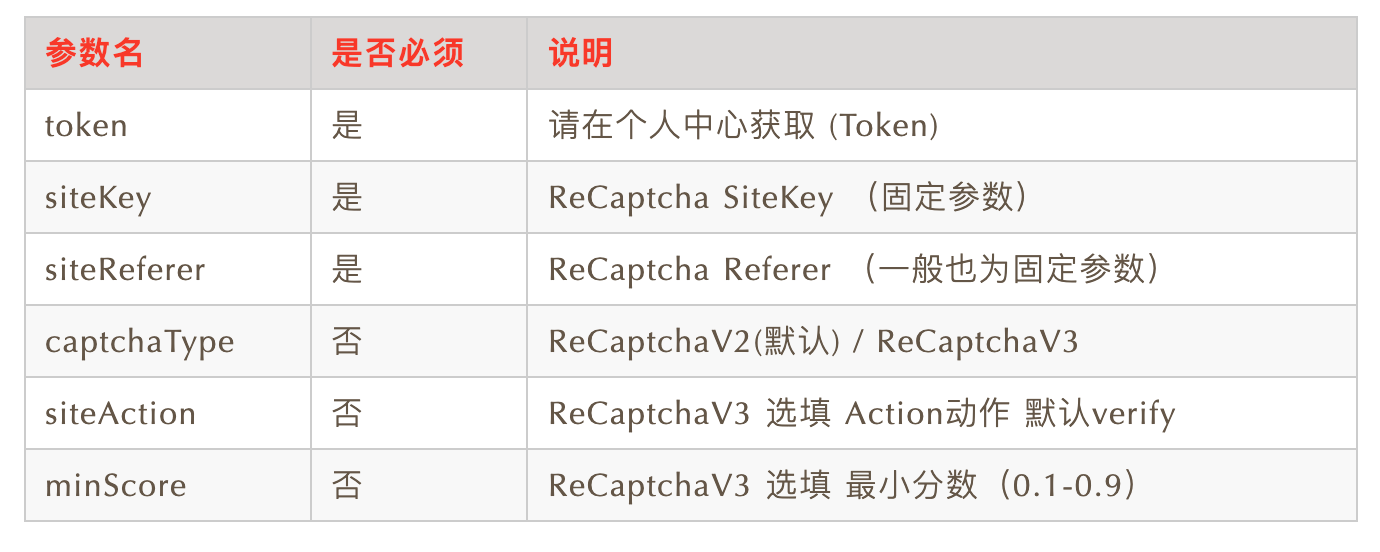 参数名 是否必须 说明
token 是 请在个人中心获取 (Token)
siteKey 是 ReCaptcha SiteKey （固定参数）
siteReferer 是 ReCaptcha Referer （一般也为固定参数）
captchaType 否 ReCaptchaV2(默认) / ReCaptchaV3
siteAction 否 ReCaptchaV3 选填 Action动作 默认verify
minScore 否 ReCaptchaV3 选填 最小分数（0.1-0.9）